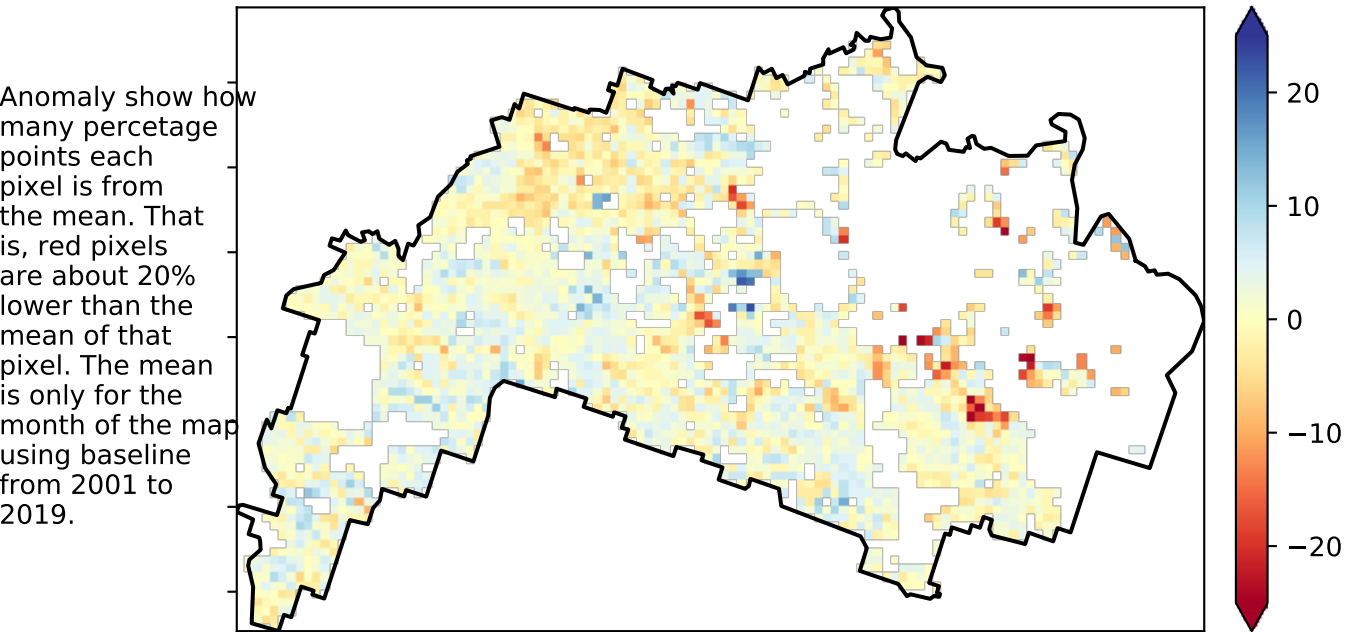 Anomaly show how
many percetage
points each
pixel is from
the mean. That
is, red pixels
are about 20%
lower than the
mean of that
pixel. The mean
is only for the
month of the map
using baseline
from 2001 to
2019.
20
10
0
−10
−20